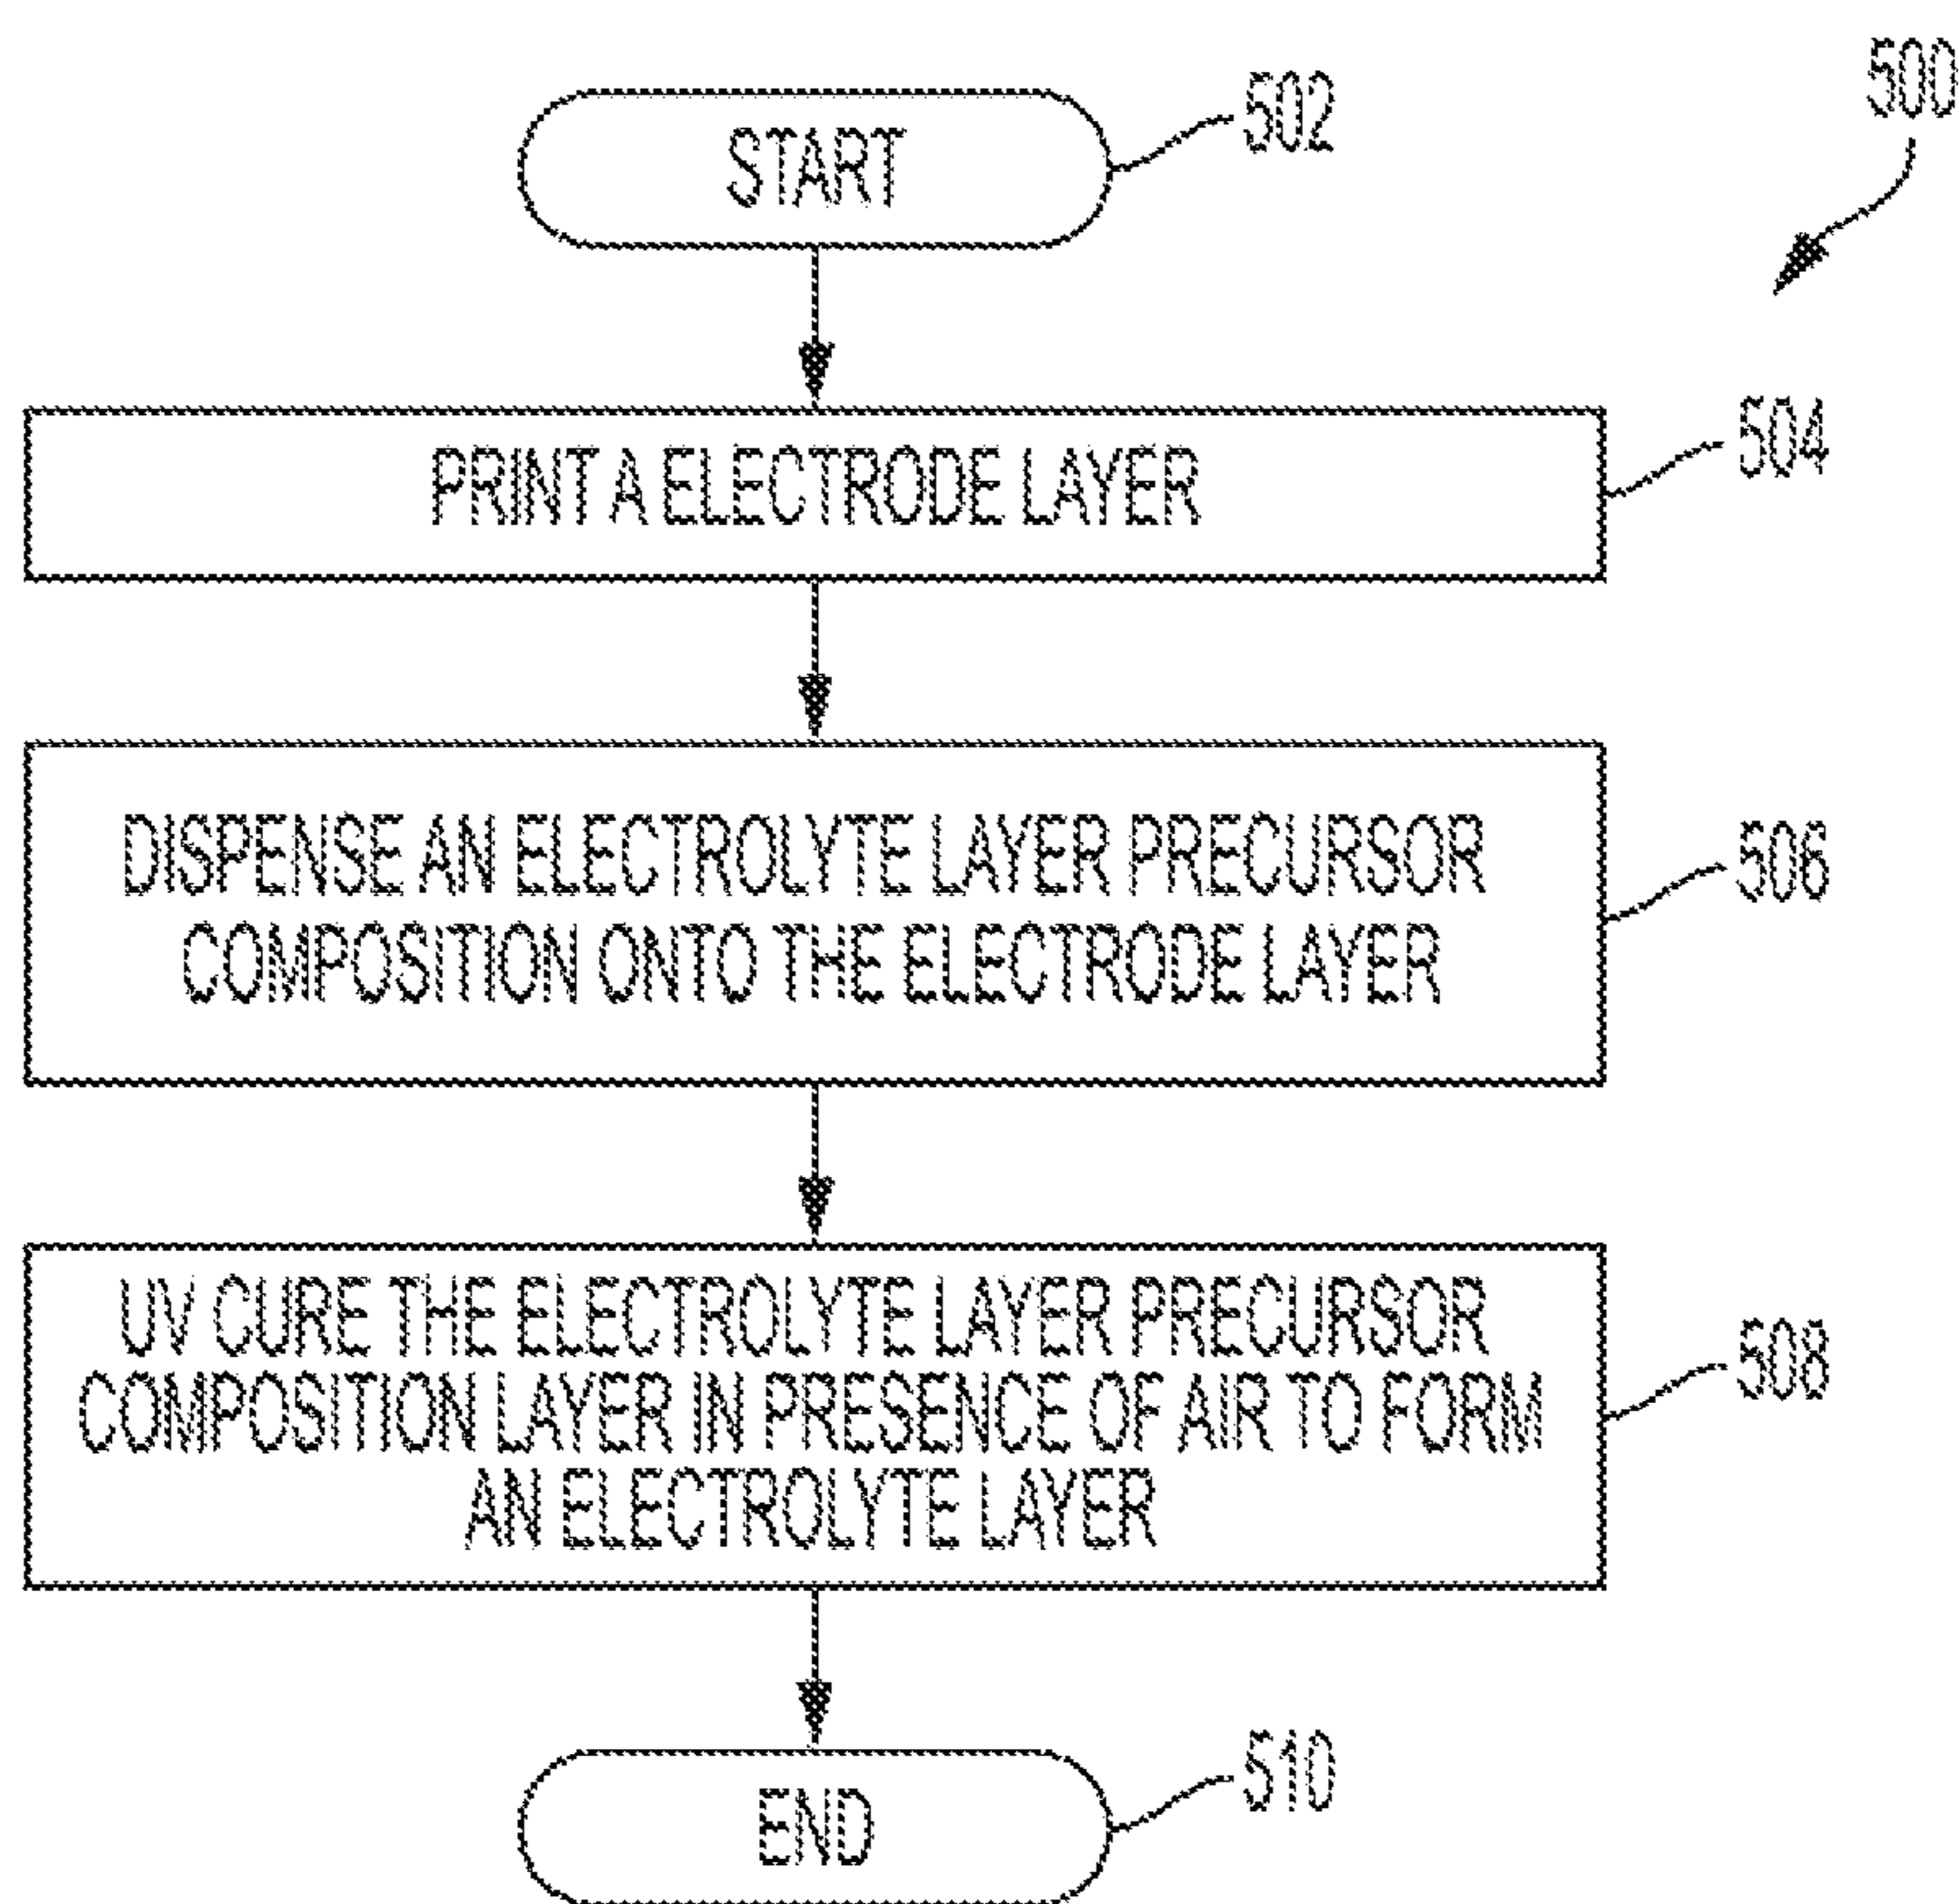 500
START
502
PRINT A ELECTRODE LAYER
504
DISPENSE AN ELECTROLYTE LAYER PRECURSOR
COMPOSITION ONTO THE ELECTRODE LAYER
506
UV CURE THE ELECTROLYTE LAYER PRECURSOR
COMPOSITION LAYER IN PRESENCE OF AIR TO FORM
AN ELECTROLYTE LAYER
508
END
510